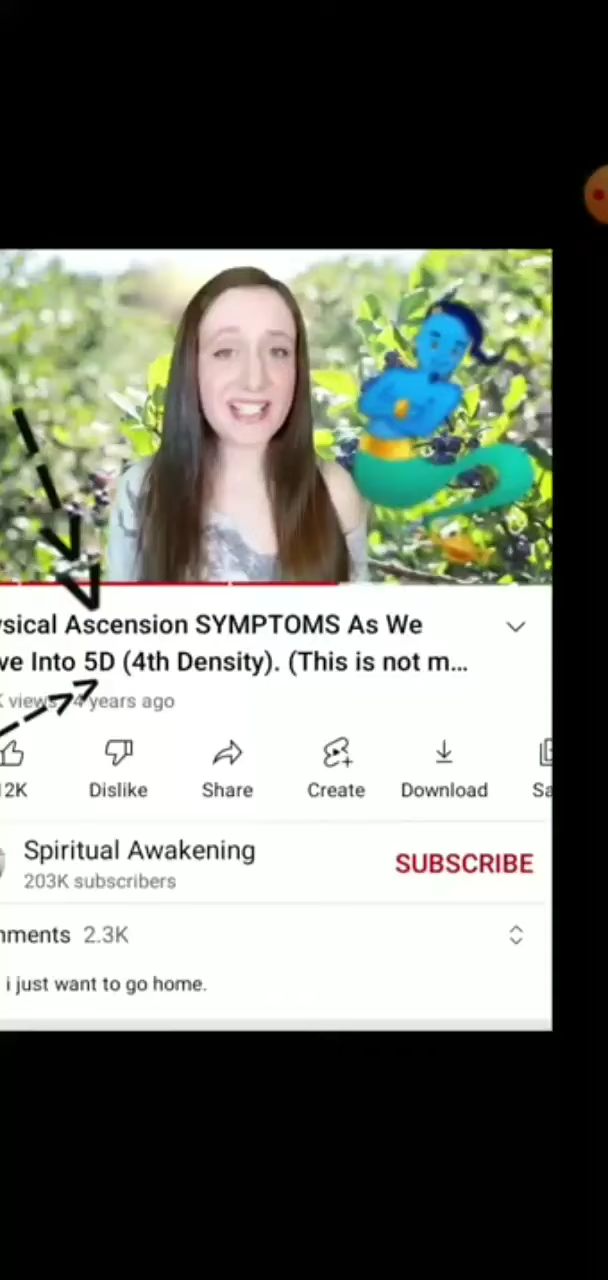 ysical Ascension SYMPTOMS As We
ve Into 5D (4th Density). (This is not m...
K views 4 years ago
12K
Dislike
Share
Create
Download
Sa
Spiritual Awakening
203K subscribers
SUBSCRIBE
nments 2.3K
i just want to go home.